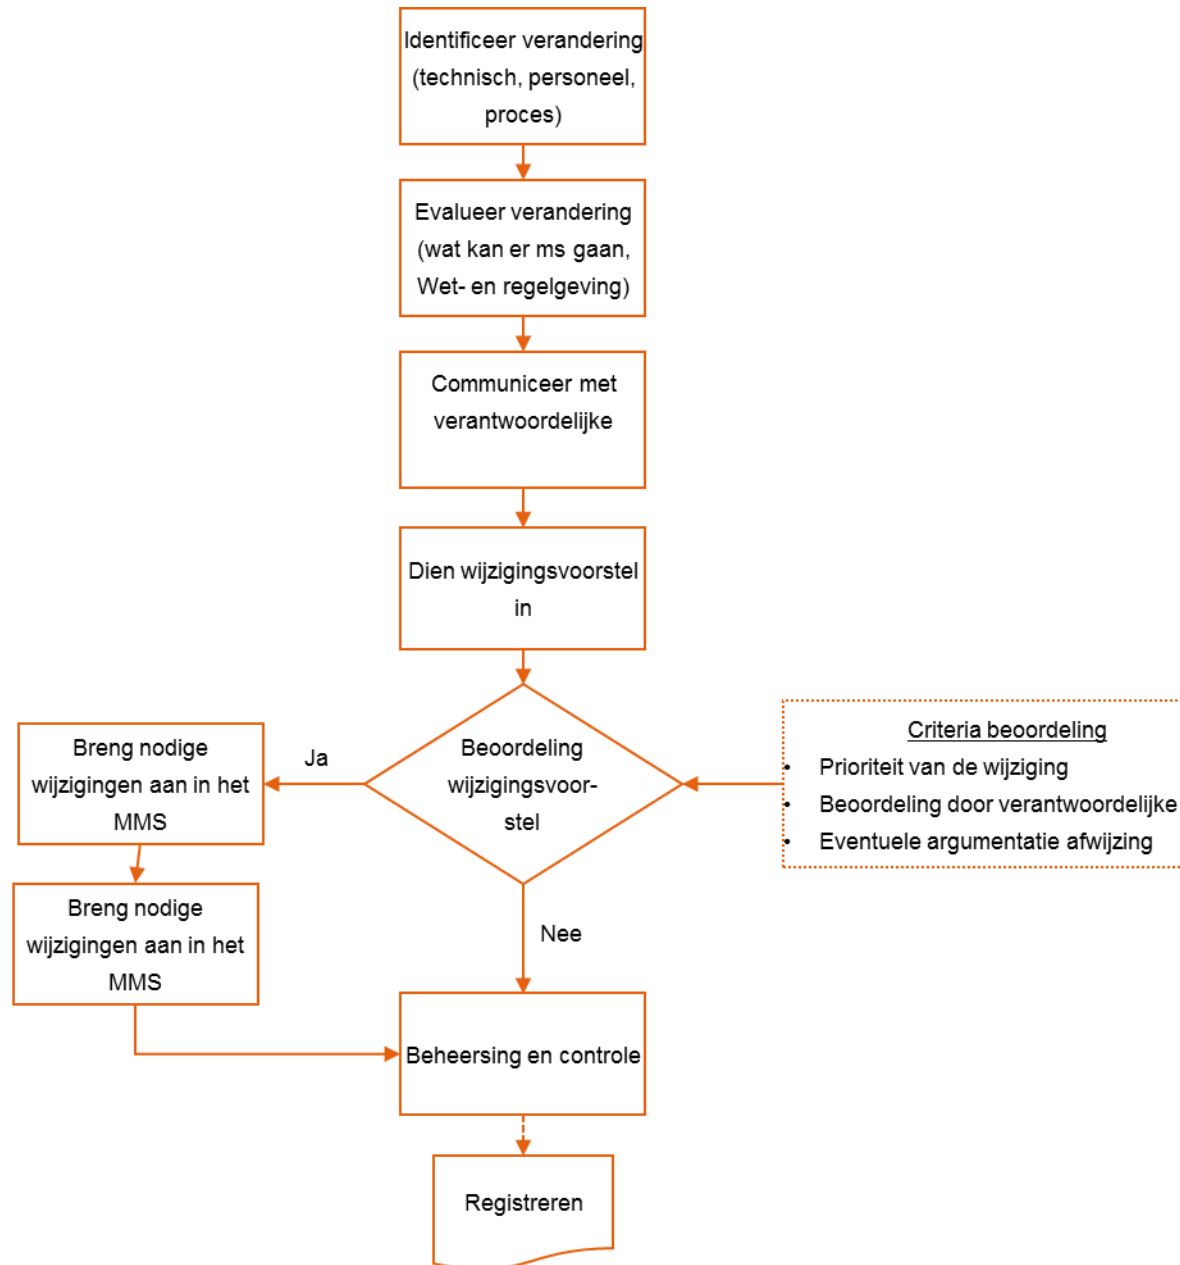 Identificeer verandering
(technisch, personeel,
proces)
Evalueer verandering
(wat kan er ms gaan,
Wet- en regelgeving)
Communiceer met
verantwoordelijke
Dien wijzigingsvoorstel
in
Beoordeling
wijzigingsvoor-
stel
Criteria beoordeling
• Prioriteit van de wijziging
• Beoordeling door verantwoordelijke
• Eventuele argumentatie afwijzing
Ja
Breng nodige
wijzigingen aan in het
MMS
Breng nodige
wijzigingen aan in het
MMS
Nee
Beheersing en controle
Registreren